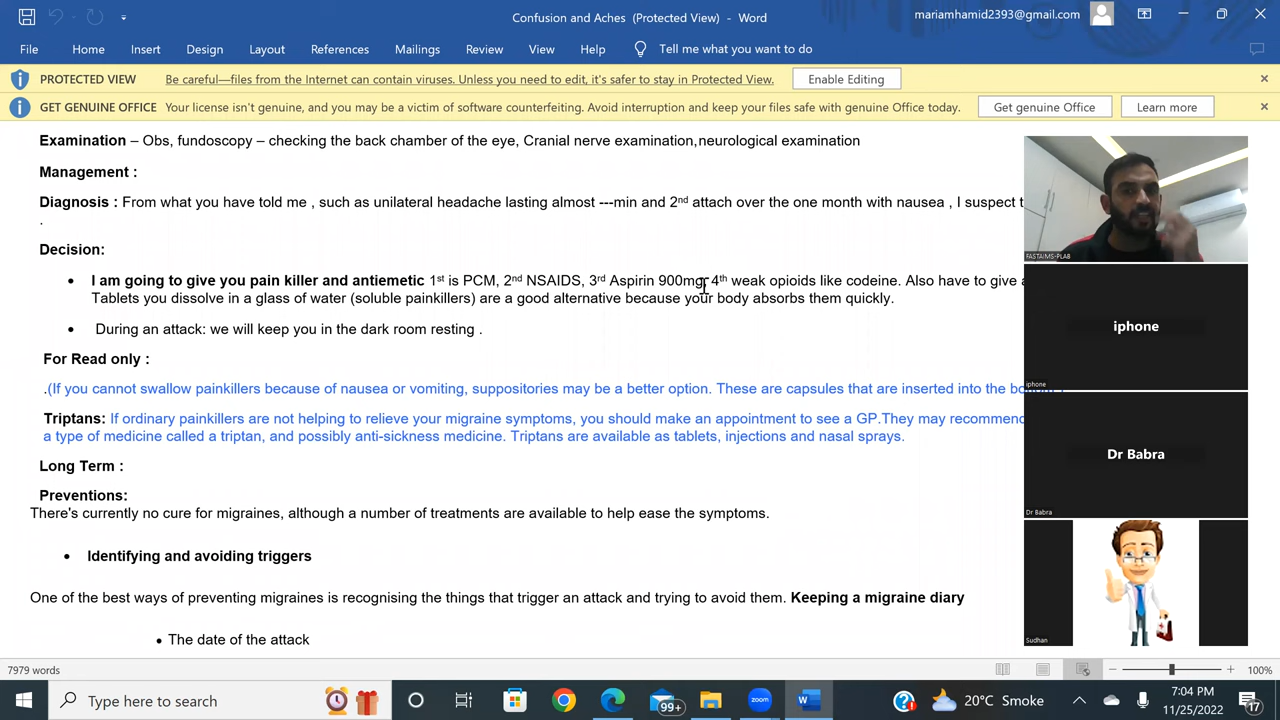 Confusion and Aches (Protected View) - Word
mariamhamid2393@gmail.com
File Home Insert Design Layout References Mailings Review View Help Tell me what you want to do
PROTECTED VIEW Be careful—files from the Internet can contain viruses. Unless you need to edit, it's safer to stay in Protected View. Enable Editing
GET GENUINE OFFICE Your license isn't genuine, and you may be a victim of software counterfeiting. Avoid interruption and keep your files safe with genuine Office today. Get genuine Office Learn more
Examination – Obs, fundoscopy – checking the back chamber of the eye, Cranial nerve examination,neurological examination
Management :
Diagnosis : From what you have told me , such as unilateral headache lasting almost ---min and 2nd attach over the one month with nausea , I suspect t
.
Decision:
• I am going to give you pain killer and antiemetic 1st is PCM, 2nd NSAIDS, 3rd Aspirin 900mg, 4th weak opioids like codeine. Also have to give a
Tablets you dissolve in a glass of water (soluble painkillers) are a good alternative because your body absorbs them quickly.
• During an attack: we will keep you in the dark room resting .
For Read only :
.(If you cannot swallow painkillers because of nausea or vomiting, suppositories may be a better option. These are capsules that are inserted into the bottom
Triptans: If ordinary painkillers are not helping to relieve your migraine symptoms, you should make an appointment to see a GP.They may recommend
a type of medicine called a triptan, and possibly anti-sickness medicine. Triptans are available as tablets, injections and nasal sprays.
Long Term :
Preventions:
There's currently no cure for migraines, although a number of treatments are available to help ease the symptoms.
• Identifying and avoiding triggers
One of the best ways of preventing migraines is recognising the things that trigger an attack and trying to avoid them. Keeping a migraine diary
• The date of the attack
FASTAIMS-PLAB
iphone
iphone
Dr Babra
Dr Babra
Sudhan
7979 words
100%
Type here to search
99+
zoom
20°C Smoke
7:04 PM
11/25/2022
17